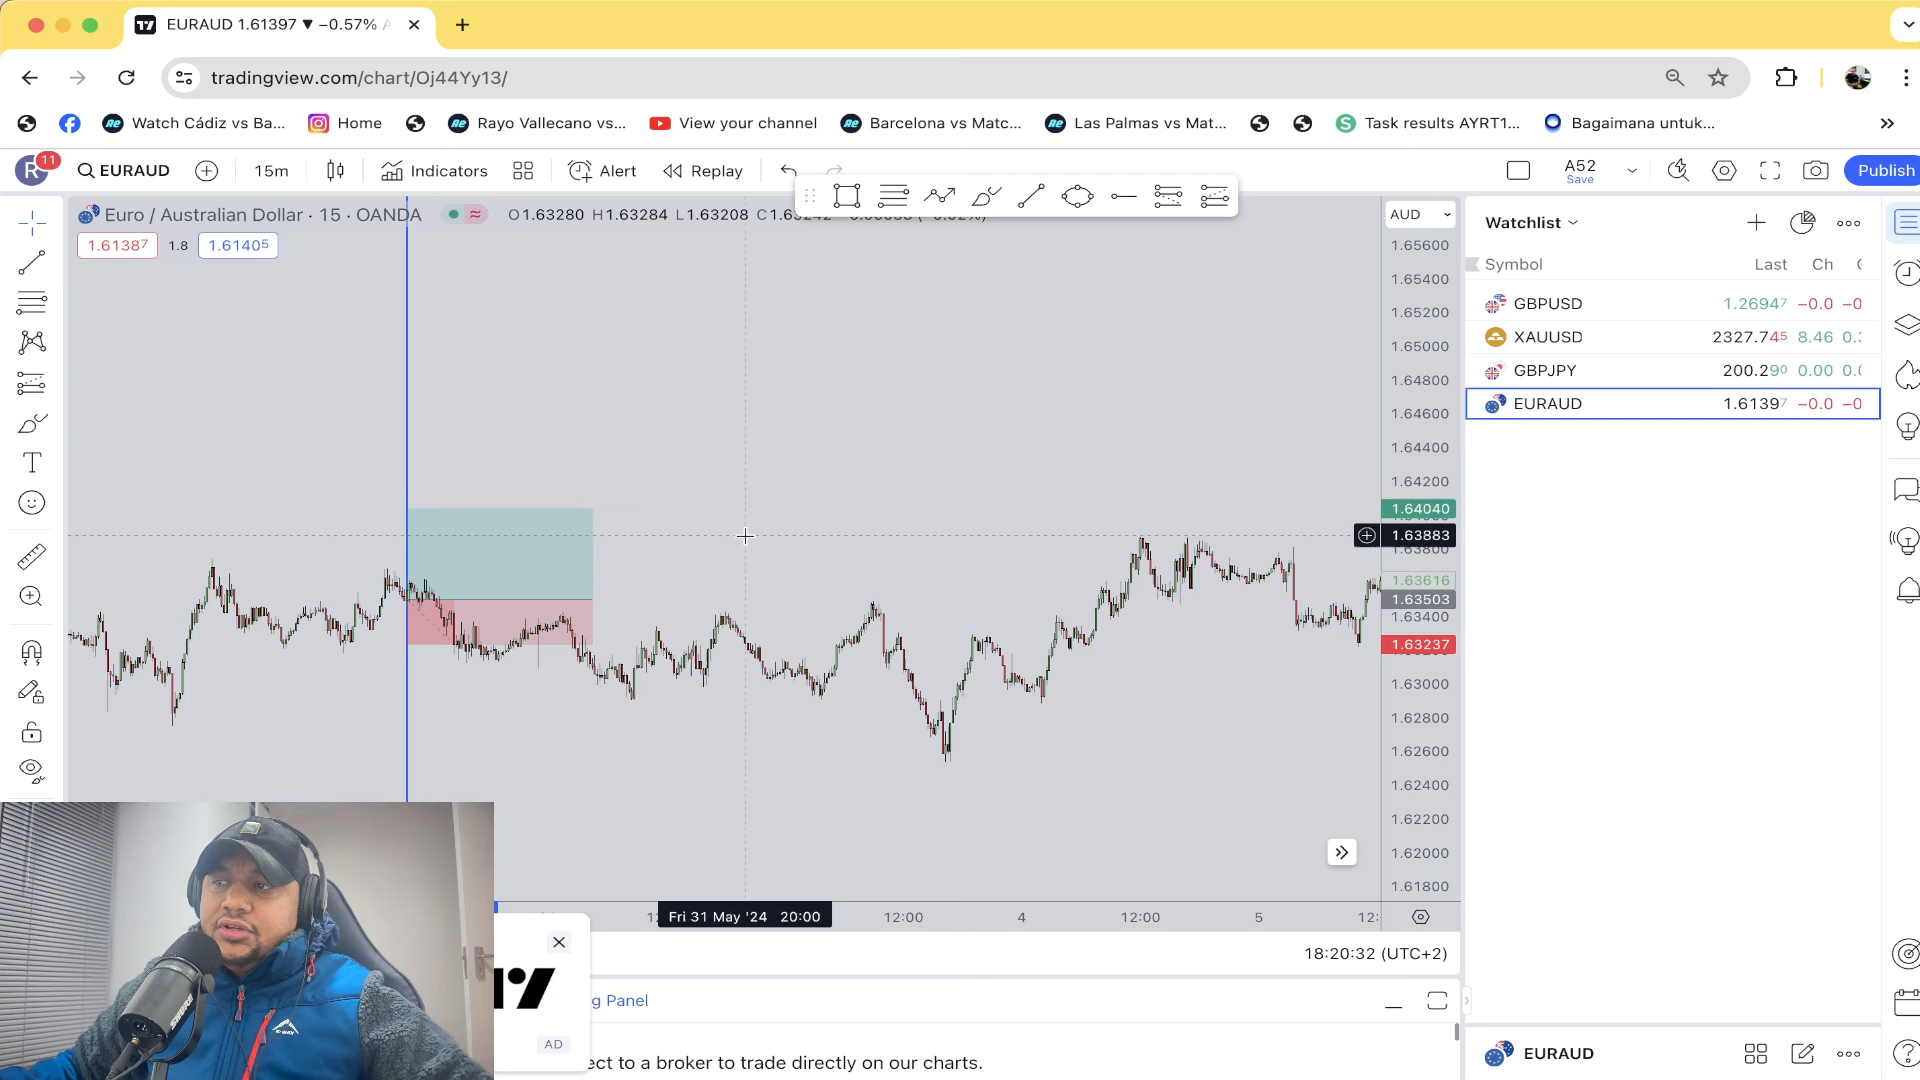 EURAUD 1.61397 ▼ −0.57%
tradingview.com/chart/Oj44Yy13/
Watch Cádiz vs Ba...
Home
Rayo Vallecano vs...
View your channel
Barcelona vs Matc...
Las Palmas vs Mat...
Task results AYRT1...
Bagaimana untuk...
R
11
EURAUD
15m
Indicators
Alert
Replay
A52
Save
Publish
Euro / Australian Dollar · 15 · OANDA
O1.63280 H1.63284 L1.63208
1.61387
1.8
1.61405
AUD
1.65600
1.65400
1.65200
1.65000
1.64800
1.64600
1.64400
1.64200
1.64040
1.63883
1.63800
1.63616
1.63503
1.63400
1.63237
1.63000
1.62800
1.62600
1.62400
1.62200
1.62000
1.61800
Fri 31 May '24 20:00
12:00
4
12:00
5
12:
18:20:32 (UTC+2)
g Panel
ect to a broker to trade directly on our charts.
AD
SHURE
Watchlist
Symbol Last Ch
GBPUSD 1.26947 −0.0 −0
XAUUSD 2327.745 8.46 0.
GBPJPY 200.290 0.00 0.
EURAUD 1.61397 −0.0 −0
EURAUD